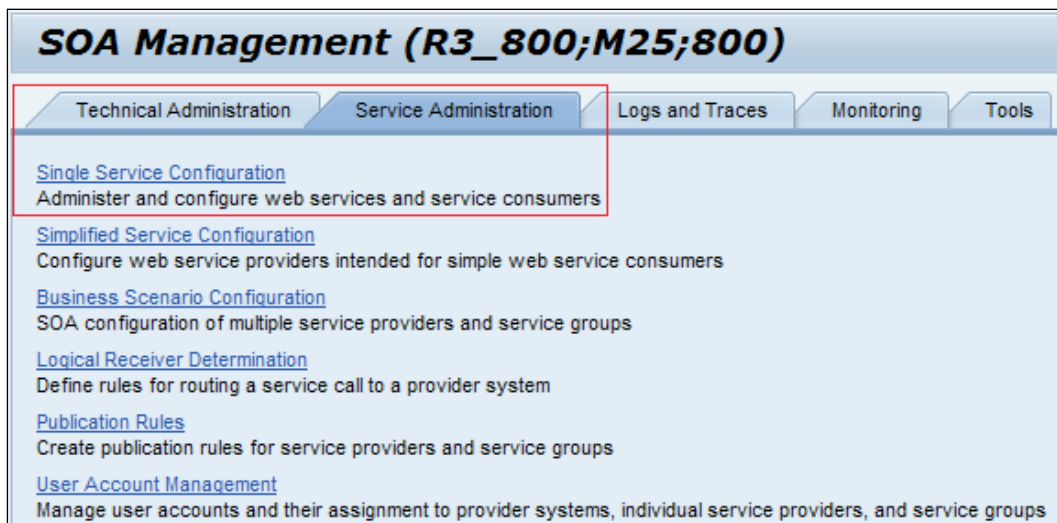 SOA Management (R3_800;M25;800)
Technical Administration Service Administration Logs and Traces Monitoring Tools
Single Service Configuration
Administer and configure web services and service consumers
Simplified Service Configuration
Configure web service providers intended for simple web service consumers
Business Scenario Configuration
SOA configuration of multiple service providers and service groups
Logical Receiver Determination
Define rules for routing a service call to a provider system
Publication Rules
Create publication rules for service providers and service groups
User Account Management
Manage user accounts and their assignment to provider systems, individual service providers, and service groups